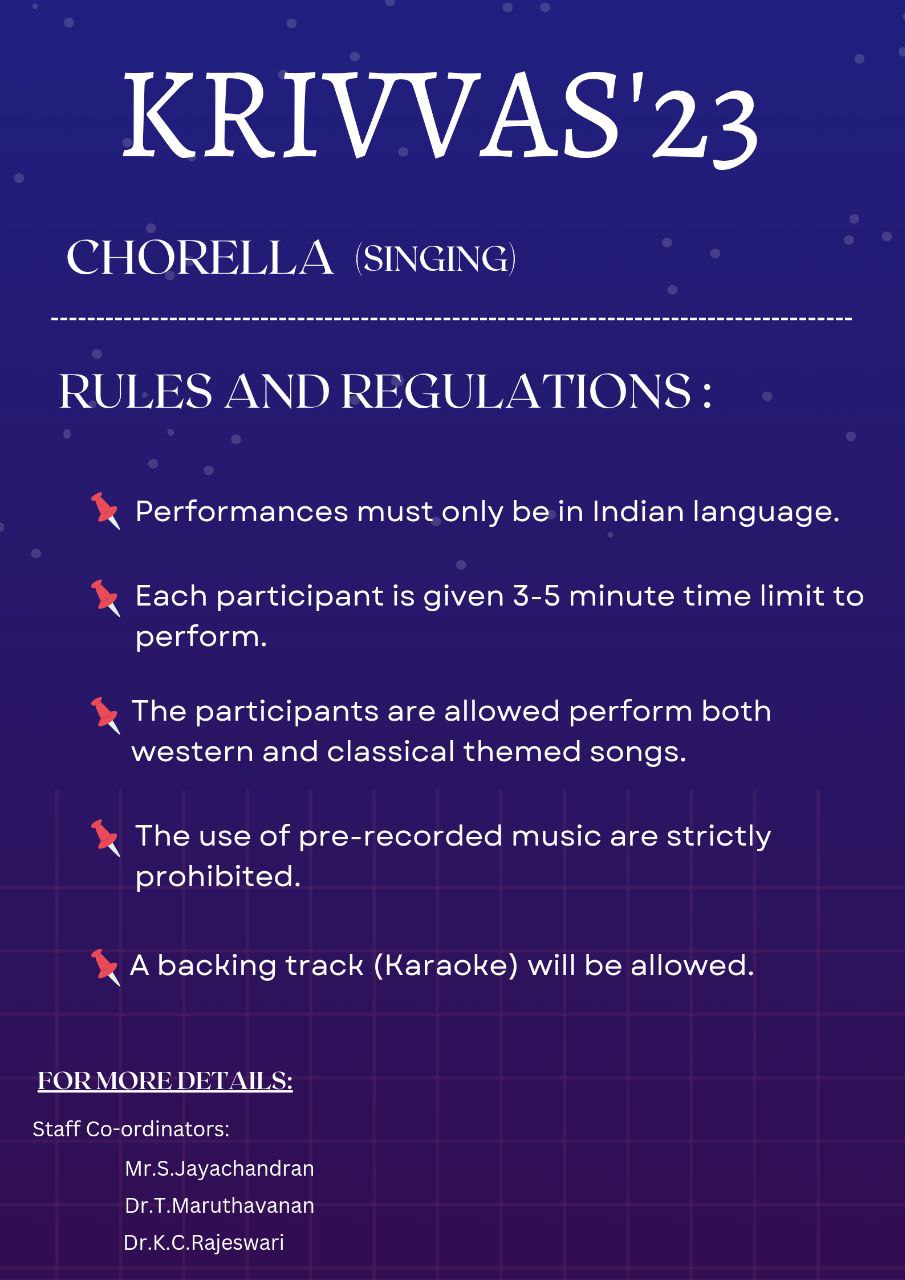 KRIVVAS'23
CHORELLA (SINGING)
--------------------------------------------------------------------------------------------
RULES AND REGULATIONS :
Performances must only be in Indian language.
Each participant is given 3-5 minute time limit to
perform.
The participants are allowed perform both
western and classical themed songs.
The use of pre-recorded music are strictly
prohibited.
A backing track (Karaoke) will be allowed.
FOR MORE DETAILS:
Staff Co-ordinators:
Mr.S.Jayachandran
Dr.T.Maruthavanan
Dr.K.C.Rajeswari